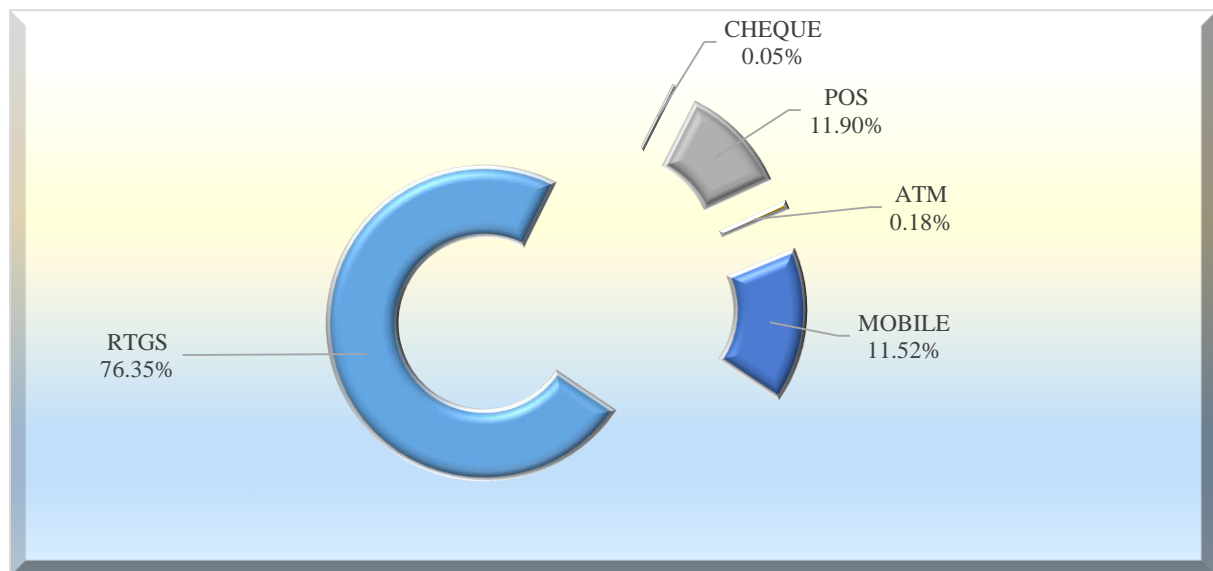 CHEQUE
0.05%
POS
11.90%
ATM
0.18%
MOBILE
11.52%
RTGS
76.35%